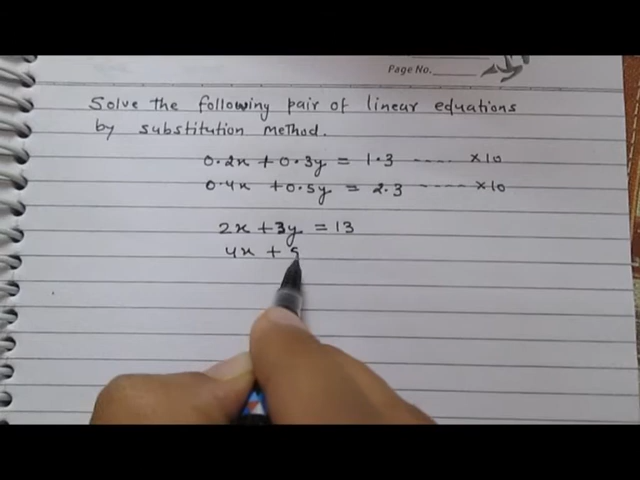 Page No.
Solve the following pair of linear equations
by substitution method.
0.2x + 0.3y = 1.3 ..... ×10
0.4x + 0.5y = 2.3 ..... ×10
2x + 3y = 13
4x + 5